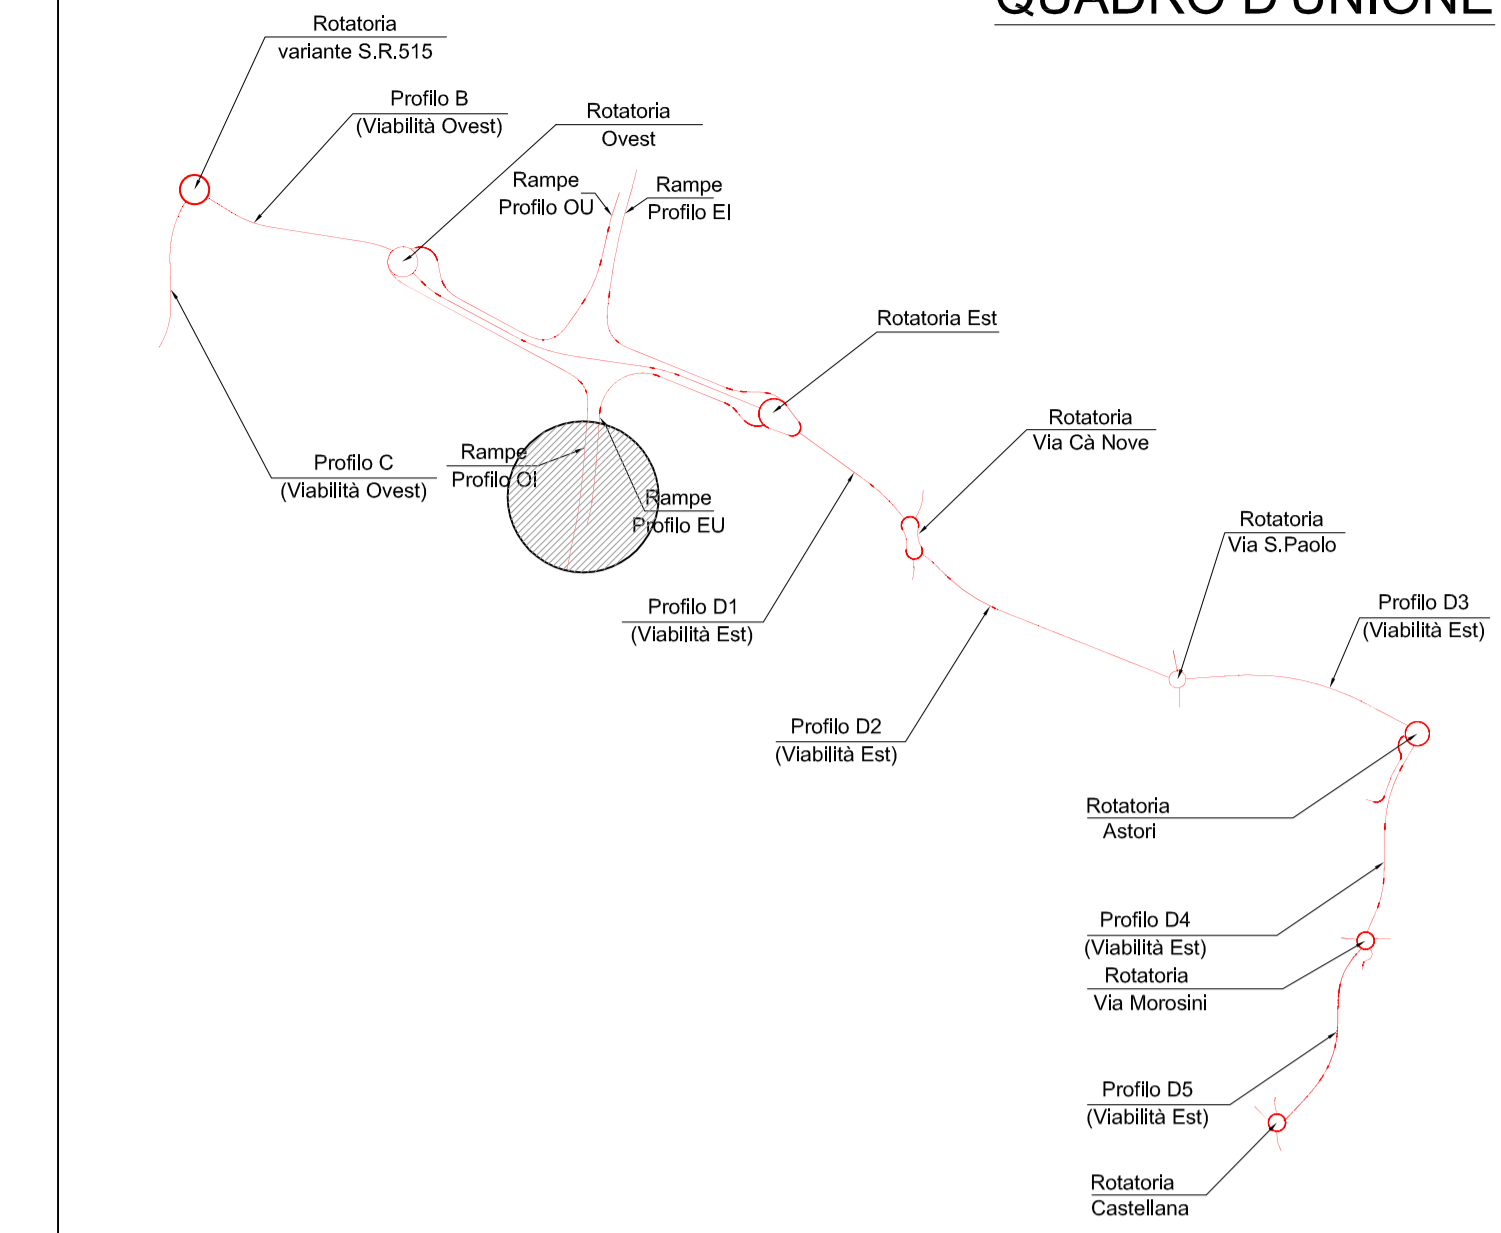 QUADRO D'UNIONE
Rotatoria
variante S.R.515
Profilo B
(Viabilità Ovest)
Rotatoria
Ovest
Rampe
Profilo OU
Rampe
Profilo EI
Rotatoria Est
Rotatoria
Via Cà Nove
Profilo C
(Viabilità Ovest)
Rampe
Profilo OI
Rampe
Profilo EU
Rotatoria
Via S.Paolo
Profilo D1
(Viabilità Est)
Profilo D3
(Viabilità Est)
Profilo D2
(Viabilità Est)
Rotatoria
Astori
Profilo D4
(Viabilità Est)
Rotatoria
Via Morosini
Profilo D5
(Viabilità Est)
Rotatoria
Castellana